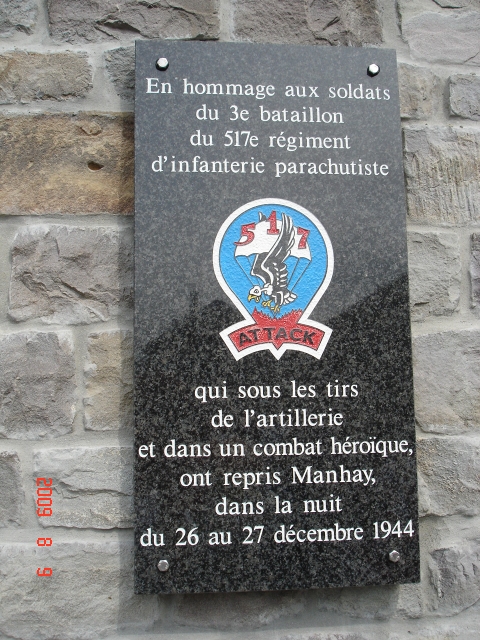 En hommage aux soldats
du 3e bataillon
du 517e régiment
d'infanterie parachutiste
517
ATTACK
qui sous les tirs
de l'artillerie
et dans un combat héroïque,
ont repris Manhay,
dans la nuit
du 26 au 27 décembre 1944
2009 8 9